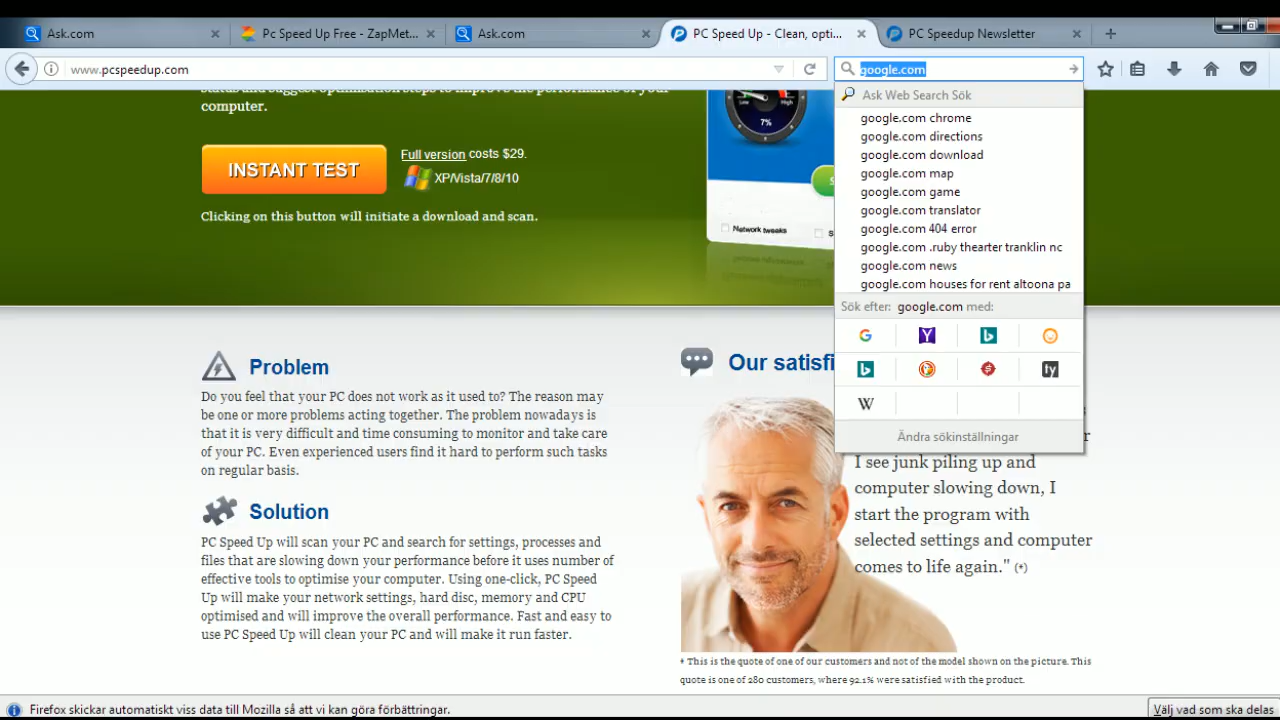 Ask.com
Pc Speed Up Free - ZapMet...
Ask.com
PC Speed Up - Clean, opti...
PC Speedup Newsletter
www.pcspeedup.com
google.com
status and suggest optimisation steps to improve the performance of your
computer.
INSTANT TEST
Full version costs $29.
XP/Vista/7/8/10
Clicking on this button will initiate a download and scan.
Low
High
7%
Network tweaks
Ask Web Search Sök
google.com chrome
google.com directions
google.com download
google.com map
google.com game
google.com translator
google.com 404 error
google.com .ruby thearter tranklin nc
google.com news
google.com houses for rent altoona pa
Sök efter: google.com med:
G
Y
b
b
ty
W
Ändra sökinställningar
Problem
Do you feel that your PC does not work as it used to? The reason may
be one or more problems acting together. The problem nowadays is
that it is very difficult and time consuming to monitor and take care
of your PC. Even experienced users find it hard to perform such tasks
on regular basis.
Solution
PC Speed Up will scan your PC and search for settings, processes and
files that are slowing down your performance before it uses number of
effective tools to optimise your computer. Using one-click, PC Speed
Up will make your network settings, hard disc, memory and CPU
optimised and will improve the overall performance. Fast and easy to
use PC Speed Up will clean your PC and will make it run faster.
Our satisfi
I see junk piling up and
computer slowing down, I
start the program with
selected settings and computer
comes to life again." (*)
* This is the quote of one of our customers and not of the model shown on the picture. This
quote is one of 280 customers, where 92.1% were satisfied with the product.
Firefox skickar automatiskt viss data till Mozilla så att vi kan göra förbättringar.
Välj vad som ska delas